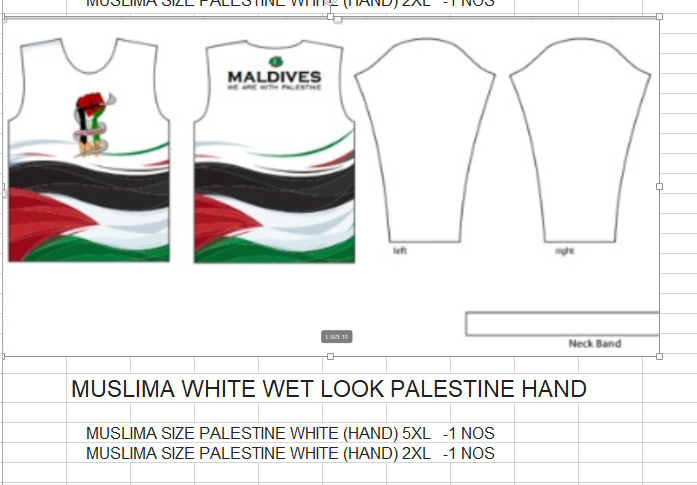 MUSLIMA SIZE PALESTINE WHITE (HAND) 2XL -1 NOS
MALDIVES
WE ARE WITH PALESTINE
left
right
L SIZE 10
Neck Band
MUSLIMA WHITE WET LOOK PALESTINE HAND
MUSLIMA SIZE PALESTINE WHITE (HAND) 5XL -1 NOS
MUSLIMA SIZE PALESTINE WHITE (HAND) 2XL -1 NOS